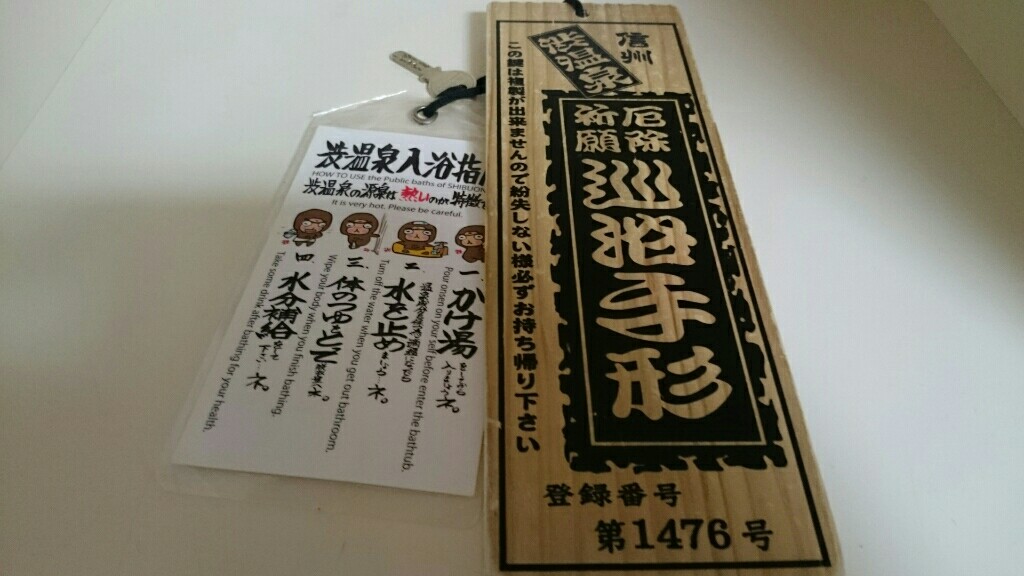 信州
渋温泉
厄除
祈願
巡浴手形
この鍵は複製が出来ませんので紛失しない様必ずお持ち帰り下さい
登録番号
第1476号
渋温泉入浴指
HOW TO USE the Public baths of SHIBUON
渋温泉の源泉は熱いのが特徴
It is very hot. Please be careful.
一、かけ湯
Pour onsen on your self before enter the bathtub.
二、水を止め
Turn off the water when you get out bathroom.
三、体のつゆをとる
Wipe your body when you finish bathing.
四、水分補給
Take some drink after bathing for your health.